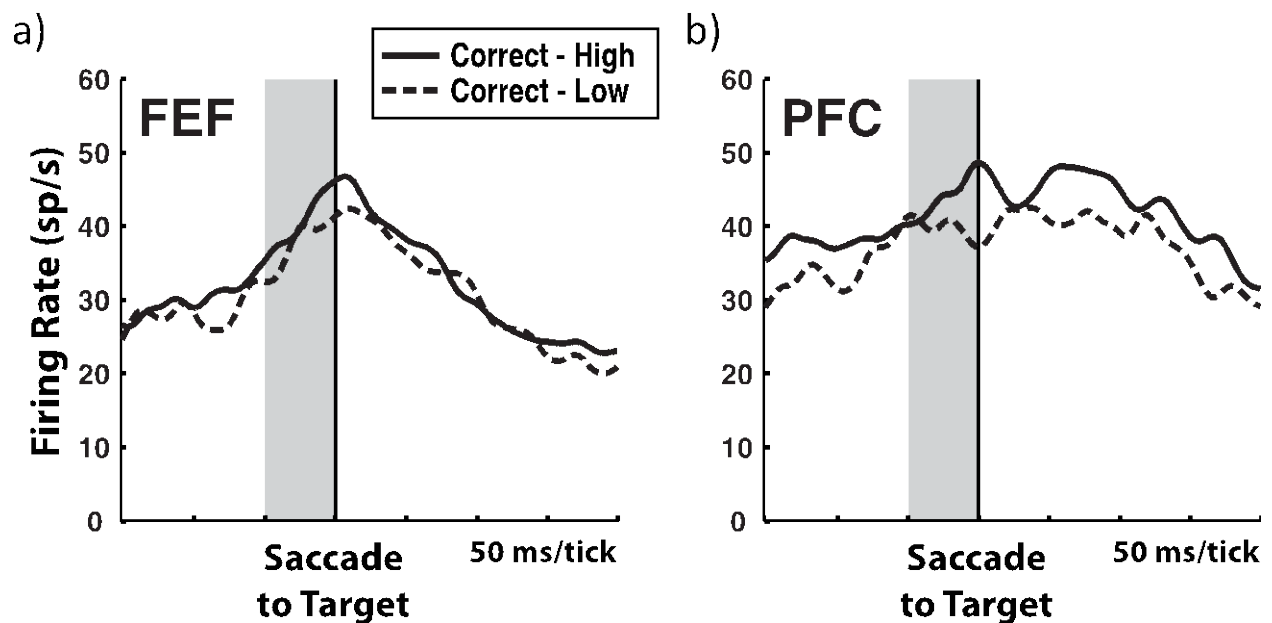 a)
Correct - High
Correct - Low
b)
FEF
PFC
Firing Rate (sp/s)
60
50
40
30
20
10
0
60
50
40
30
20
10
0
Saccade
to Target
50 ms/tick
Saccade
to Target
50 ms/tick